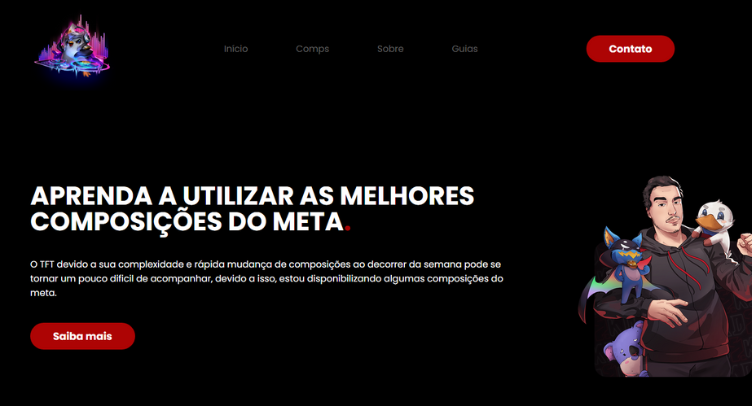 Início Comps Sobre Guias Contato
APRENDA A UTILIZAR AS MELHORES
COMPOSIÇÕES DO META.
O TFT devido a sua complexidade e rápida mudança de composições ao decorrer da semana pode se
tornar um pouco difícil de acompanhar, devido a isso, estou disponibilizando algumas composições do
meta.
Saiba mais